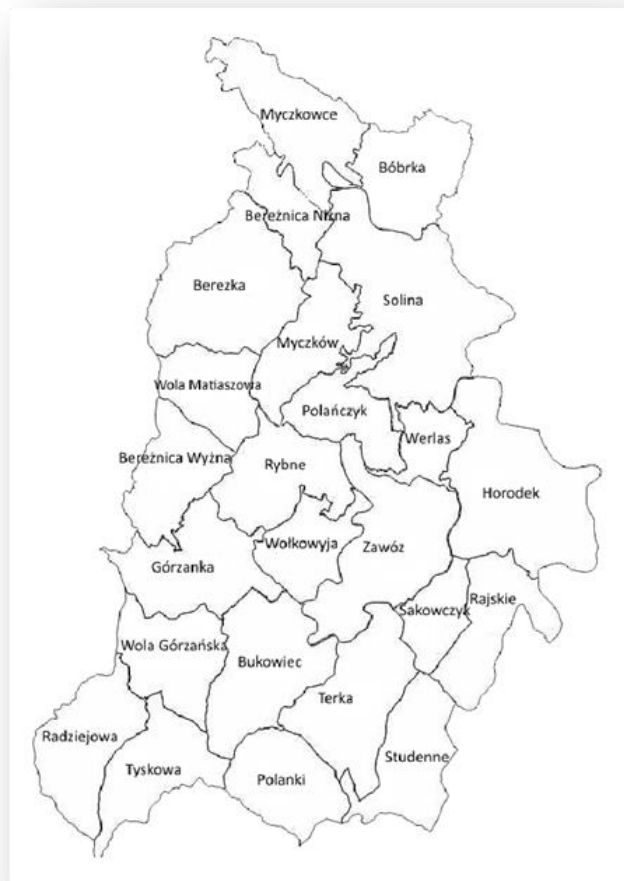 Myczkowce
Bóbrka
Bereżnica Niżna
Berezka
Solina
Myczków
Wola Matiaszowa
Polańczyk
Werlas
Bereżnica Wyżna
Rybne
Horodek
Wołkowyja
Zawóz
Górzanka
Sakowczyk
Rajskie
Wola Górzańska
Bukowiec
Terka
Radziejowa
Tyskowa
Polanki
Studenne